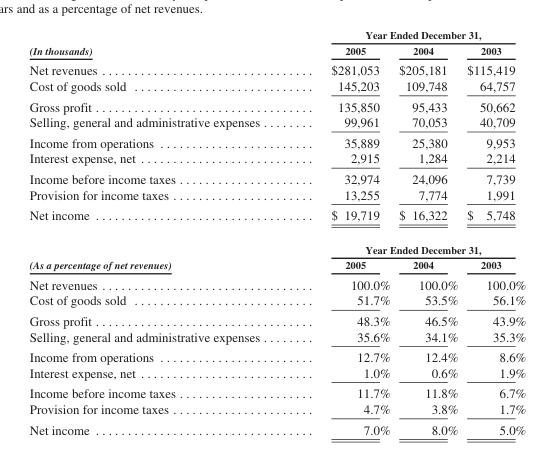 ars and as a percentage of net revenues.
Year Ended December 31,
(In thousands) 2005 2004 2003
Net revenues . . . . . . . . . . . . . . . . . . . . . . . . . . . . . . . . . $281,053 $205,181 $115,419
Cost of goods sold . . . . . . . . . . . . . . . . . . . . . . . . . . . . 145,203 109,748 64,757
Gross profit . . . . . . . . . . . . . . . . . . . . . . . . . . . . . . . . . 135,850 95,433 50,662
Selling, general and administrative expenses . . . . . . . . 99,961 70,053 40,709
Income from operations . . . . . . . . . . . . . . . . . . . . . . . . 35,889 25,380 9,953
Interest expense, net . . . . . . . . . . . . . . . . . . . . . . . . . . . 2,915 1,284 2,214
Income before income taxes . . . . . . . . . . . . . . . . . . . . . 32,974 24,096 7,739
Provision for income taxes . . . . . . . . . . . . . . . . . . . . . . 13,255 7,774 1,991
Net income . . . . . . . . . . . . . . . . . . . . . . . . . . . . . . . . . . $ 19,719 $ 16,322 $ 5,748
Year Ended December 31,
(As a percentage of net revenues) 2005 2004 2003
Net revenues . . . . . . . . . . . . . . . . . . . . . . . . . . . . . . . . . 100.0% 100.0% 100.0%
Cost of goods sold . . . . . . . . . . . . . . . . . . . . . . . . . . . . 51.7% 53.5% 56.1%
Gross profit . . . . . . . . . . . . . . . . . . . . . . . . . . . . . . . . . 48.3% 46.5% 43.9%
Selling, general and administrative expenses . . . . . . . . 35.6% 34.1% 35.3%
Income from operations . . . . . . . . . . . . . . . . . . . . . . . . 12.7% 12.4% 8.6%
Interest expense, net . . . . . . . . . . . . . . . . . . . . . . . . . . . 1.0% 0.6% 1.9%
Income before income taxes . . . . . . . . . . . . . . . . . . . . . 11.7% 11.8% 6.7%
Provision for income taxes . . . . . . . . . . . . . . . . . . . . . . 4.7% 3.8% 1.7%
Net income . . . . . . . . . . . . . . . . . . . . . . . . . . . . . . . . . . 7.0% 8.0% 5.0%